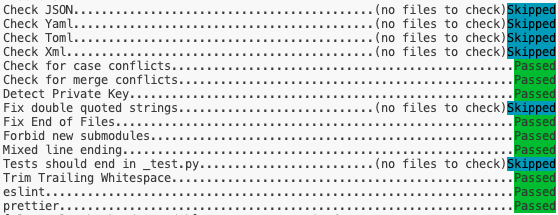 Check JSON...........................................(no files to check)Skipped
Check Yaml...........................................(no files to check)Skipped
Check Toml...........................................(no files to check)Skipped
Check Xml............................................(no files to check)Skipped
Check for case conflicts.................................................Passed
Check for merge conflicts................................................Passed
Detect Private Key.......................................................Passed
Fix double quoted strings............................(no files to check)Skipped
Fix End of Files.........................................................Passed
Forbid new submodules....................................................Passed
Mixed line ending........................................................Passed
Tests should end in _test.py.........................(no files to check)Skipped
Trim Trailing Whitespace.................................................Passed
eslint...................................................................Passed
prettier.................................................................Passed